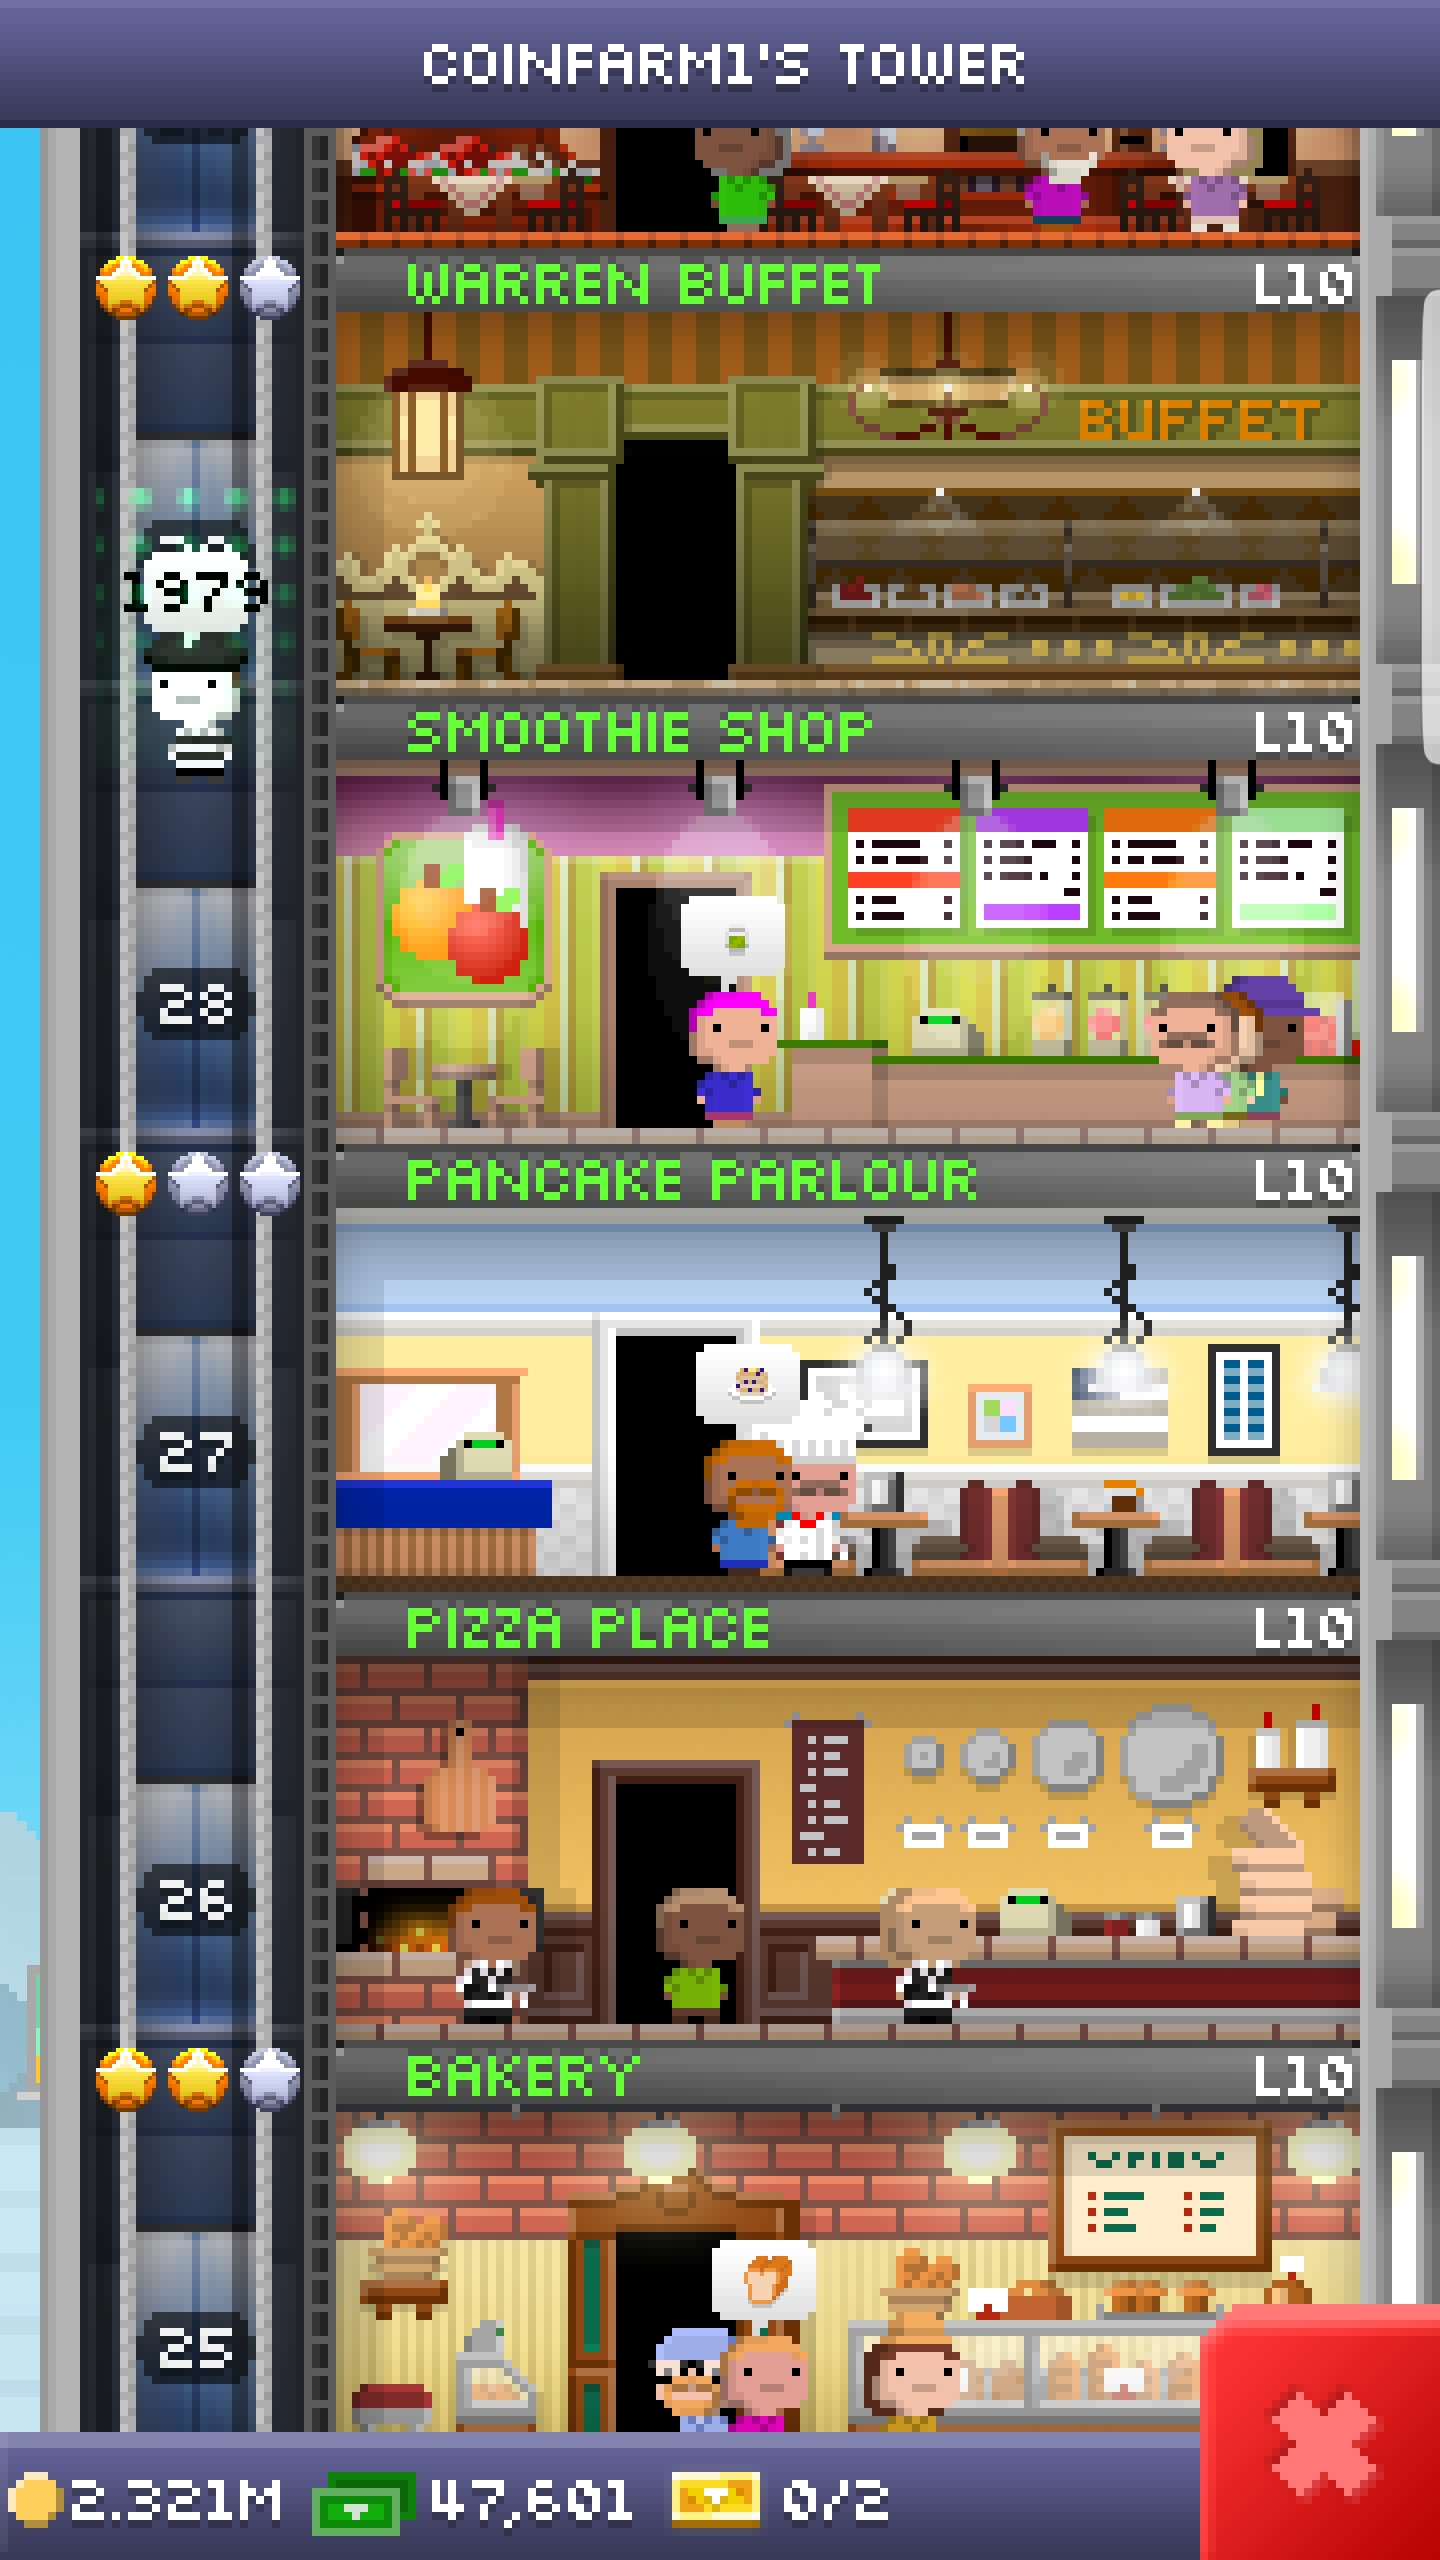 COINFARM1'S TOWER
WARREN BUFFET L10
BUFFET
1979
SMOOTHIE SHOP L10
28
PANCAKE PARLOUR L10
27
PIZZA PLACE L10
26
BAKERY L10
25
2.321M 47,601 0/2